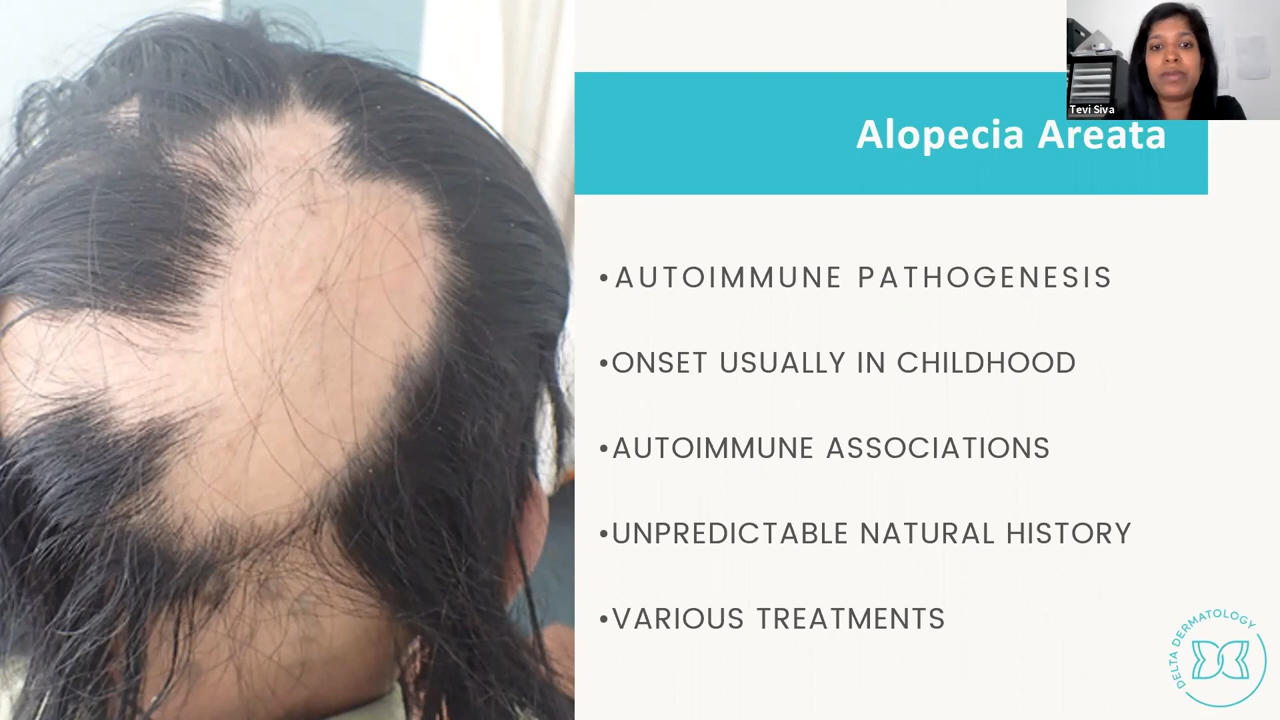 Tevi Siva
Alopecia Areata
•AUTOIMMUNE PATHOGENESIS
•ONSET USUALLY IN CHILDHOOD
•AUTOIMMUNE ASSOCIATIONS
•UNPREDICTABLE NATURAL HISTORY
•VARIOUS TREATMENTS
DELTA DERMATOLOGY